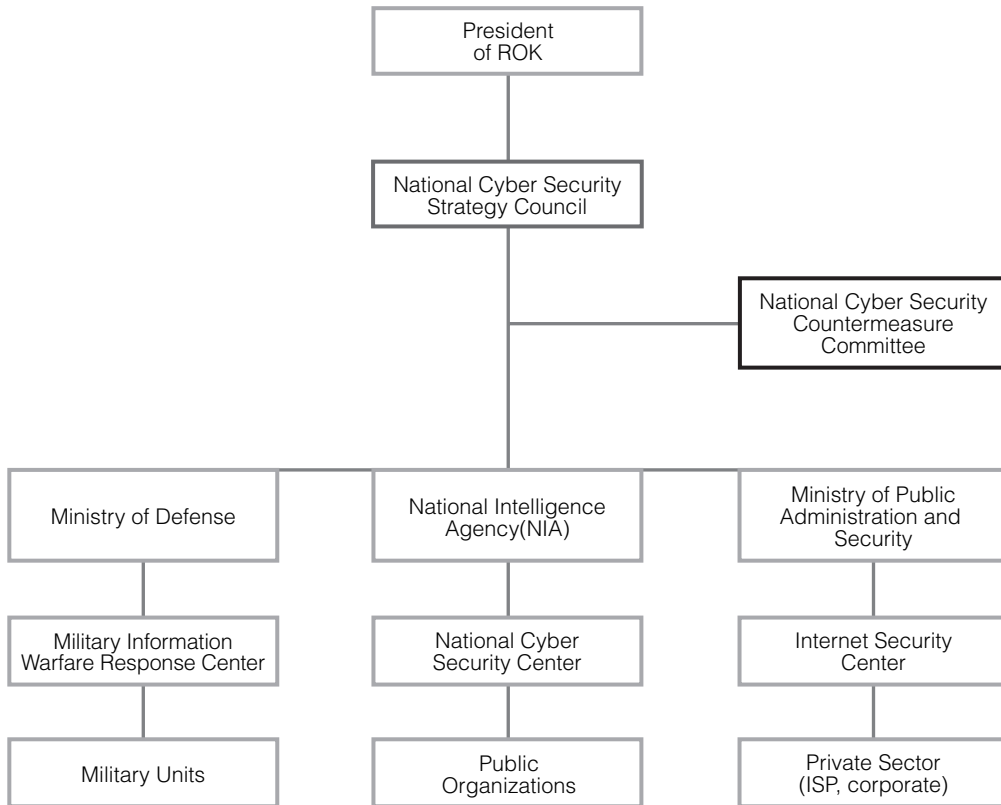 President
of ROK
National Cyber Security
Strategy Council
National Cyber Security
Countermeasure
Committee
Ministry of Defense
National Intelligence
Agency(NIA)
Ministry of Public
Administration and
Security
Military Information
Warfare Response Center
National Cyber
Security Center
Internet Security
Center
Military Units
Public
Organizations
Private Sector
(ISP, corporate)